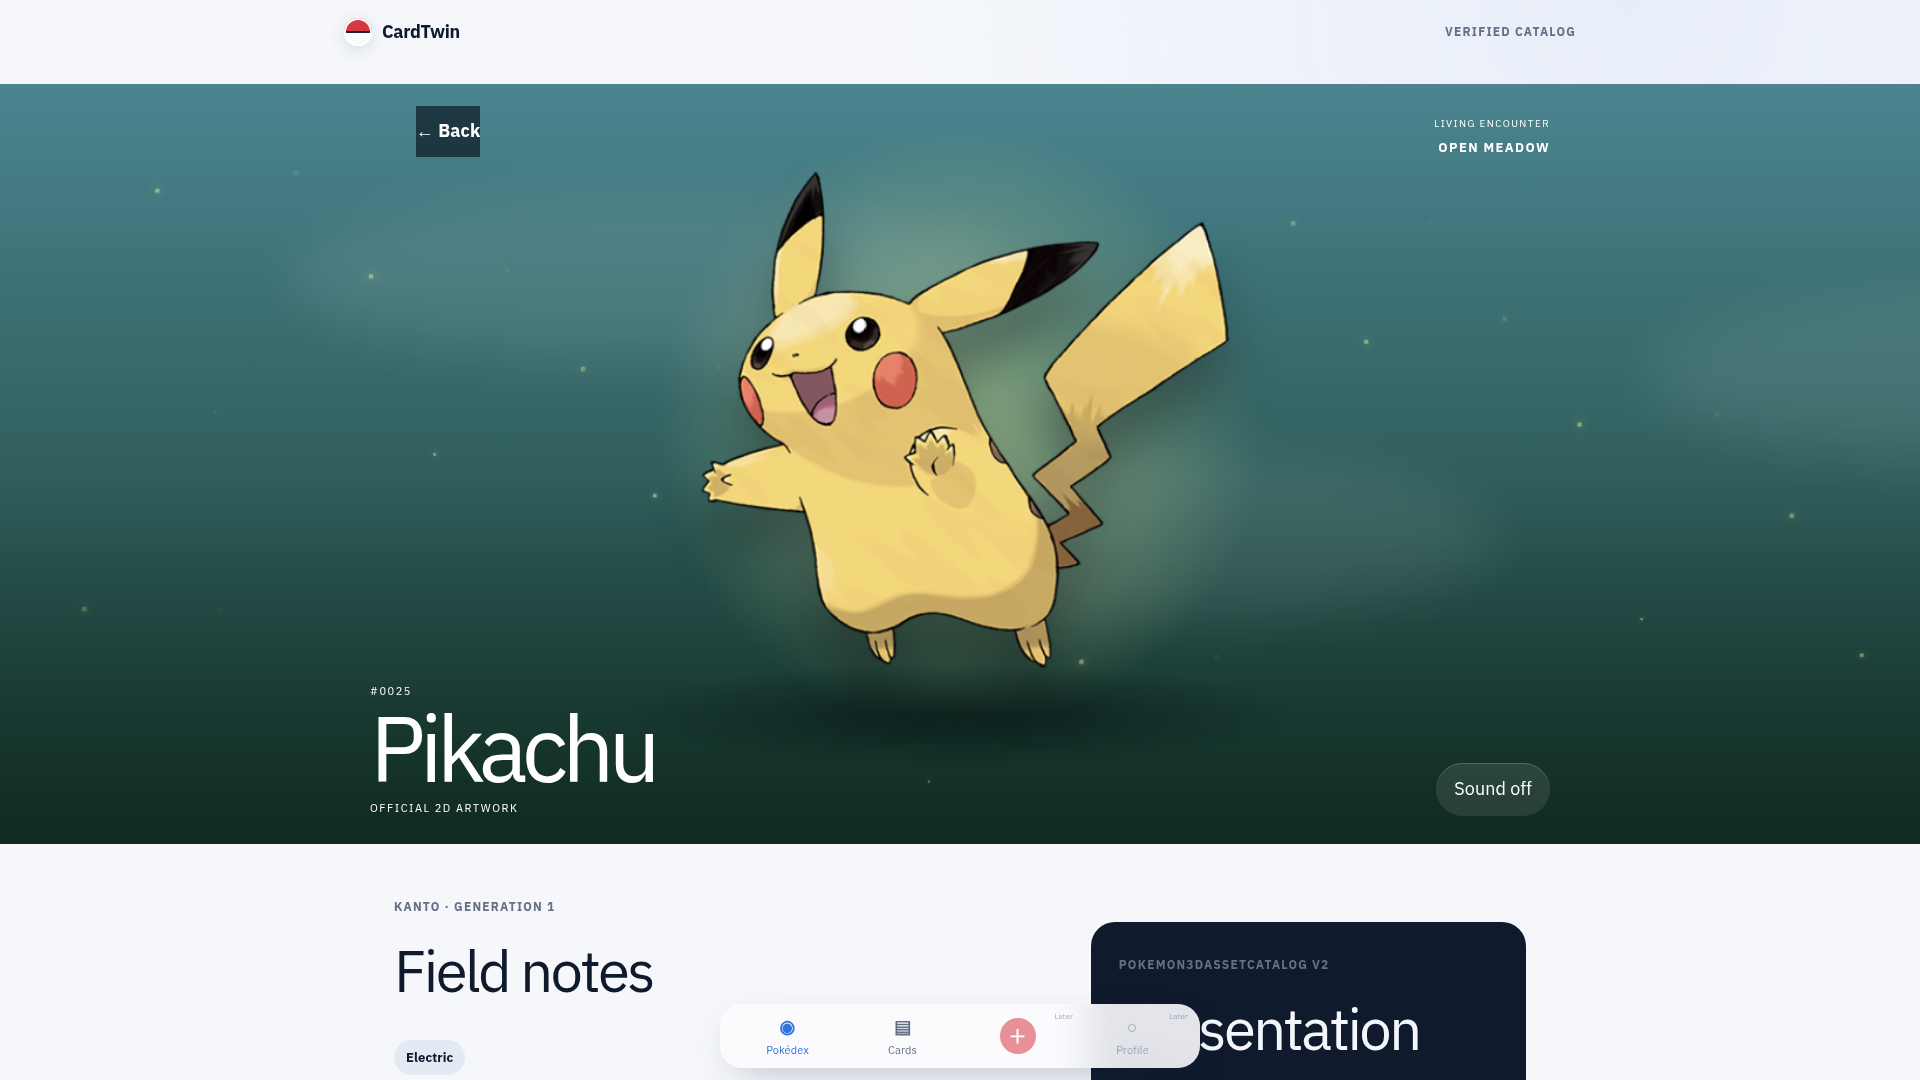 CardTwin
VERIFIED CATALOG
← Back
LIVING ENCOUNTER
OPEN MEADOW
#0025
Pikachu
OFFICIAL 2D ARTWORK
Sound off
KANTO · GENERATION 1
Field notes
Electric
POKEMON3DASSETCATALOG V2
sentation
Pokédex
Cards
+
Later
Profile
Later